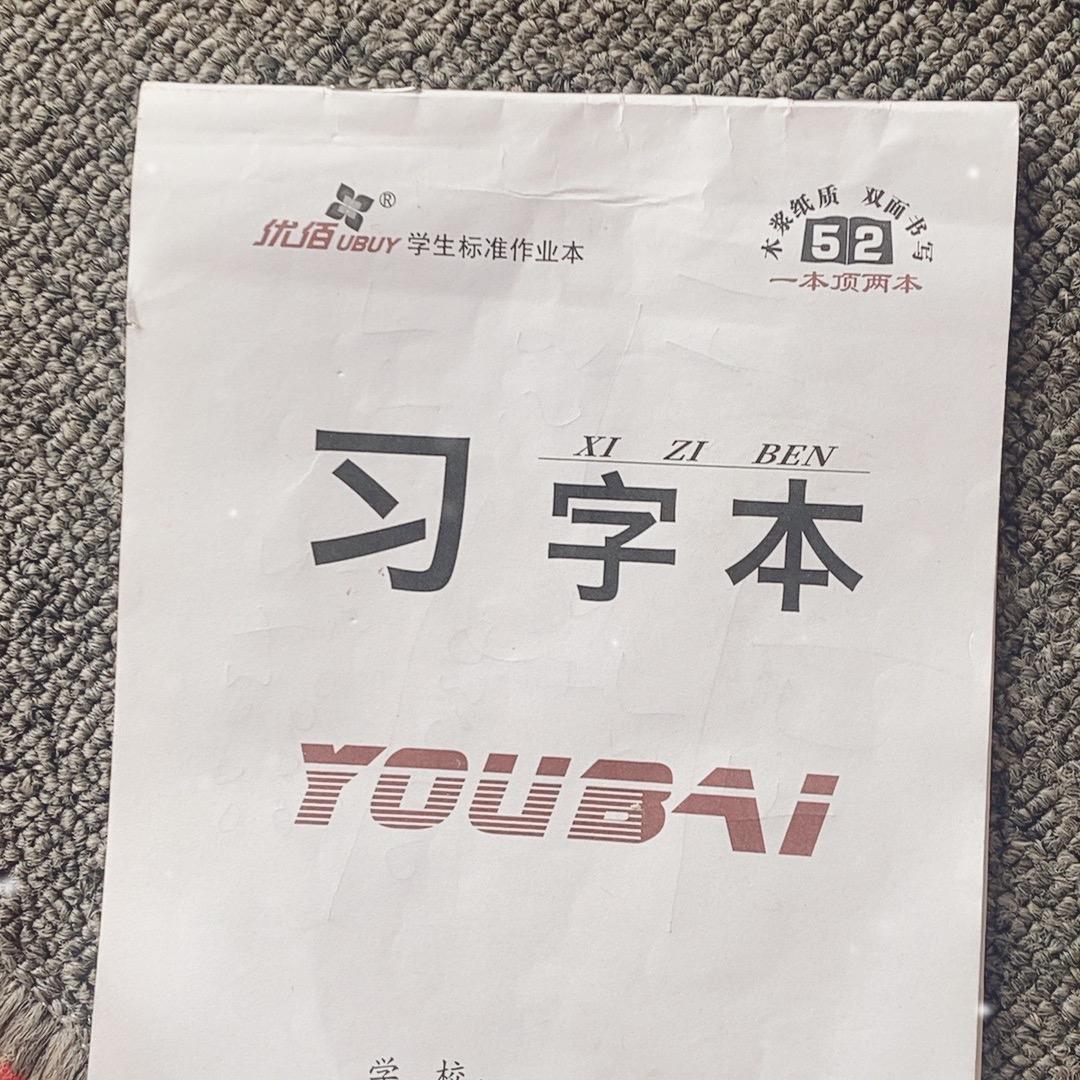 优佰UBUY®学生标准作业本
木浆纸质 双面书写
52
一本顶两本
XI ZI BEN
习字本
YOUBAI
学 校